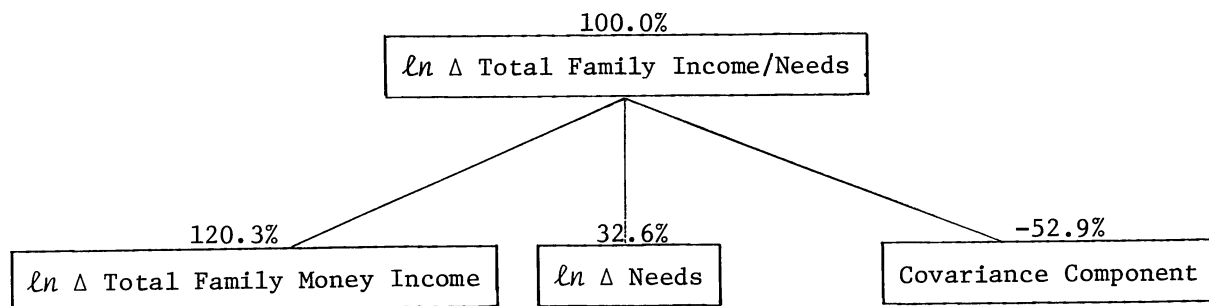 100.0%
ℓn Δ Total Family Income/Needs
120.3% 32.6% -52.9%
ℓn Δ Total Family Money Income ℓn Δ Needs Covariance Component